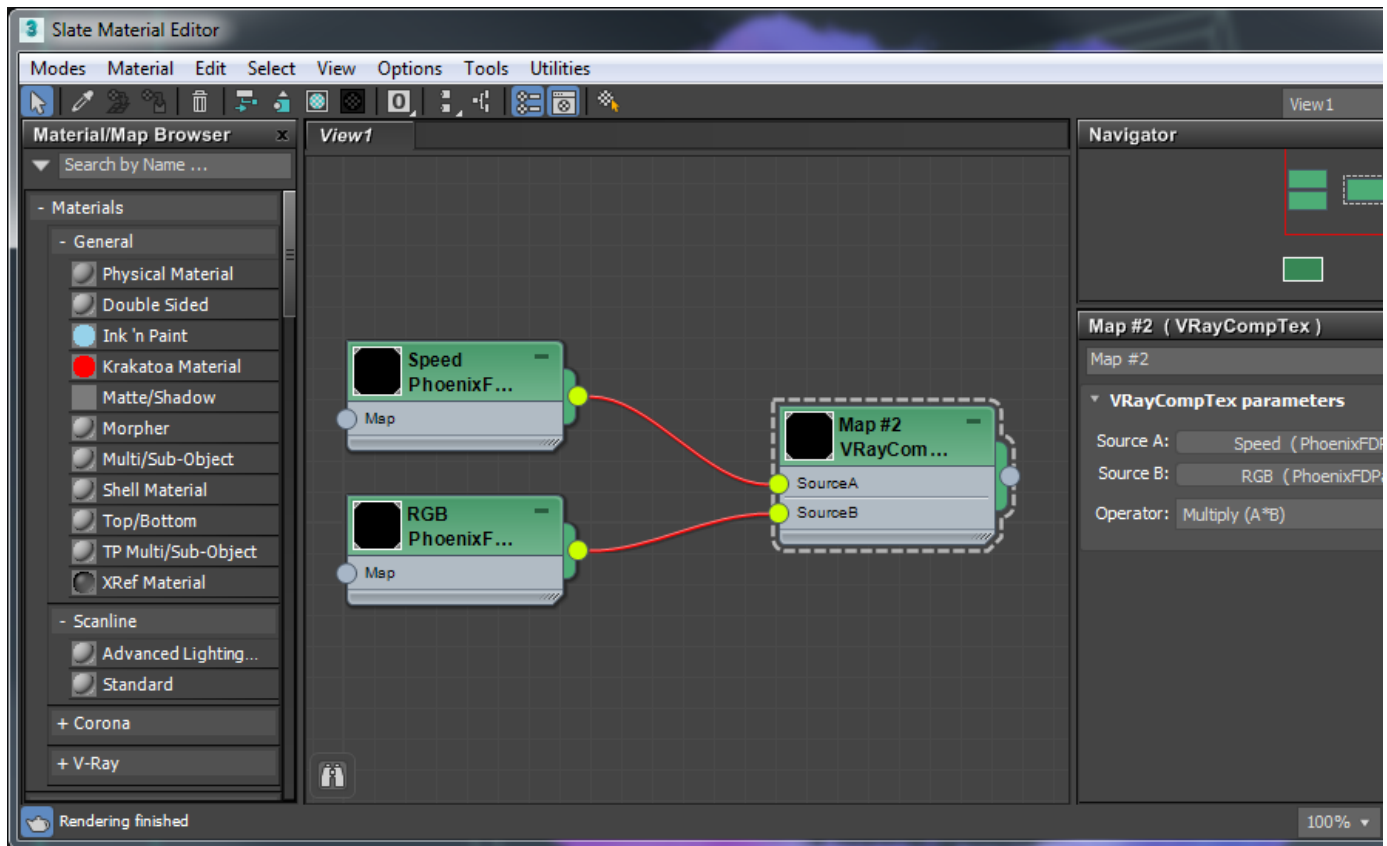 Slate Material Editor
Modes Material Edit Select View Options Tools Utilities
0
View1
Material/Map Browser x
Search by Name ...
- Materials
- General
Physical Material
Double Sided
Ink 'n Paint
Krakatoa Material
Matte/Shadow
Morpher
Multi/Sub-Object
Shell Material
Top/Bottom
TP Multi/Sub-Object
XRef Material
- Scanline
Advanced Lighting...
Standard
+ Corona
+ V-Ray
View1
Speed
PhoenixF...
Map
RGB
PhoenixF...
Map
Map #2
VRayCom...
SourceA
SourceB
Navigator
Map #2 ( VRayCompTex )
Map #2
VRayCompTex parameters
Source A: Speed ( PhoenixFDP
Source B: RGB ( PhoenixFDPa
Operator: Multiply (A*B)
Rendering finished
100%